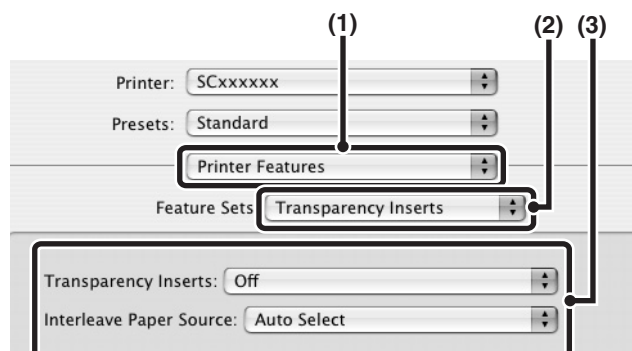 (1) (2) (3)
Printer: SCxxxxxx
Presets: Standard
Printer Features
Feature Sets Transparency Inserts
Transparency Inserts: Off
Interleave Paper Source: Auto Select